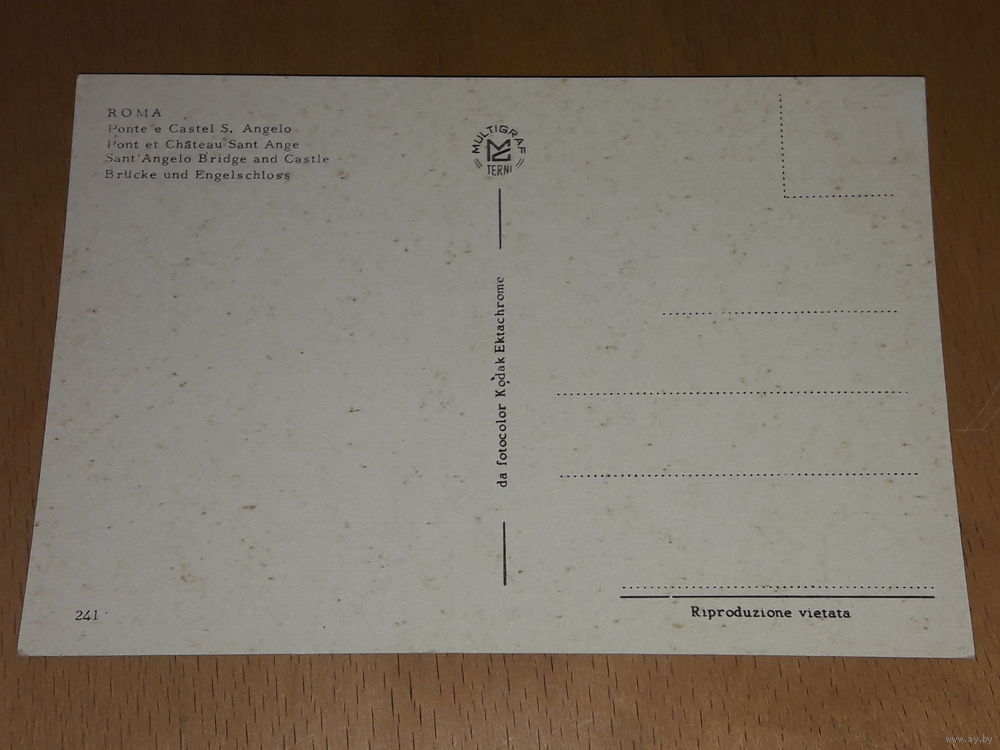 ROMA
Ponte e Castel S. Angelo
Pont et Château Sant Ange
Sant'Angelo Bridge and Castle
Brücke und Engelschloss
MULTIGRAF
TERNI
da fotocolor Kodak Ektachrome
241
Riproduzione vietata
www.ay.by